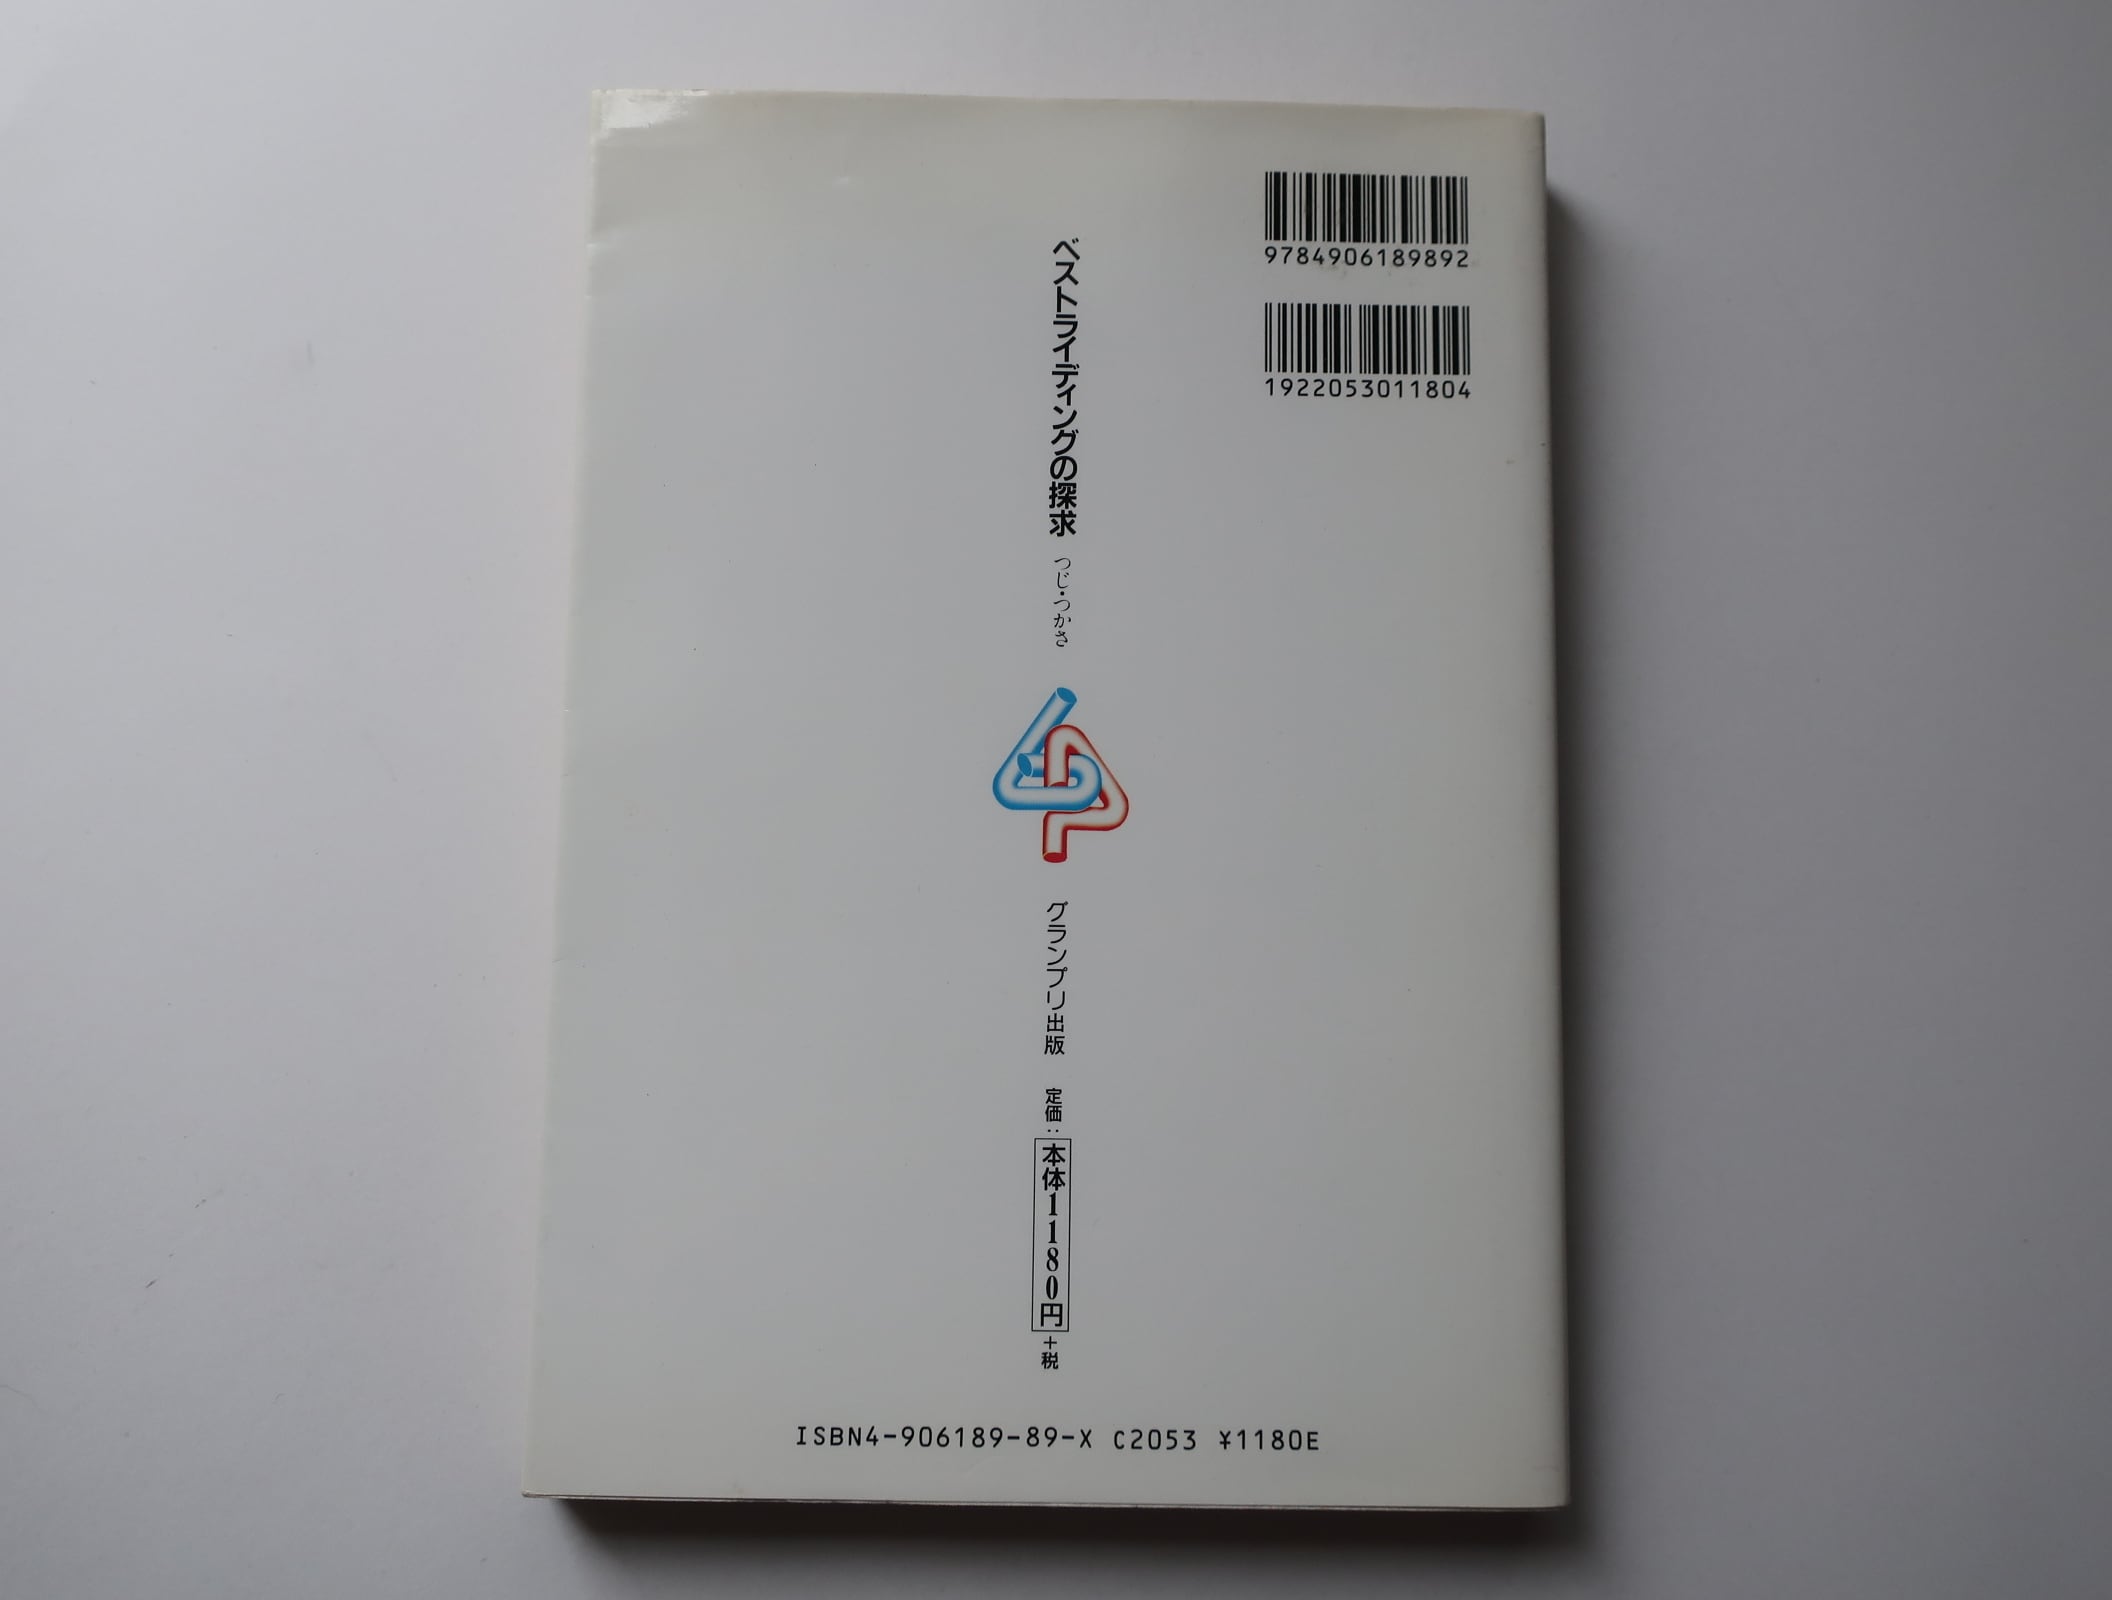 9784906189892
1922053011804
ベストライディングの探求
つじ・つかさ
グランプリ出版
定価:本体1180円+税
ISBN4-906189-89-X C2053 ¥1180E